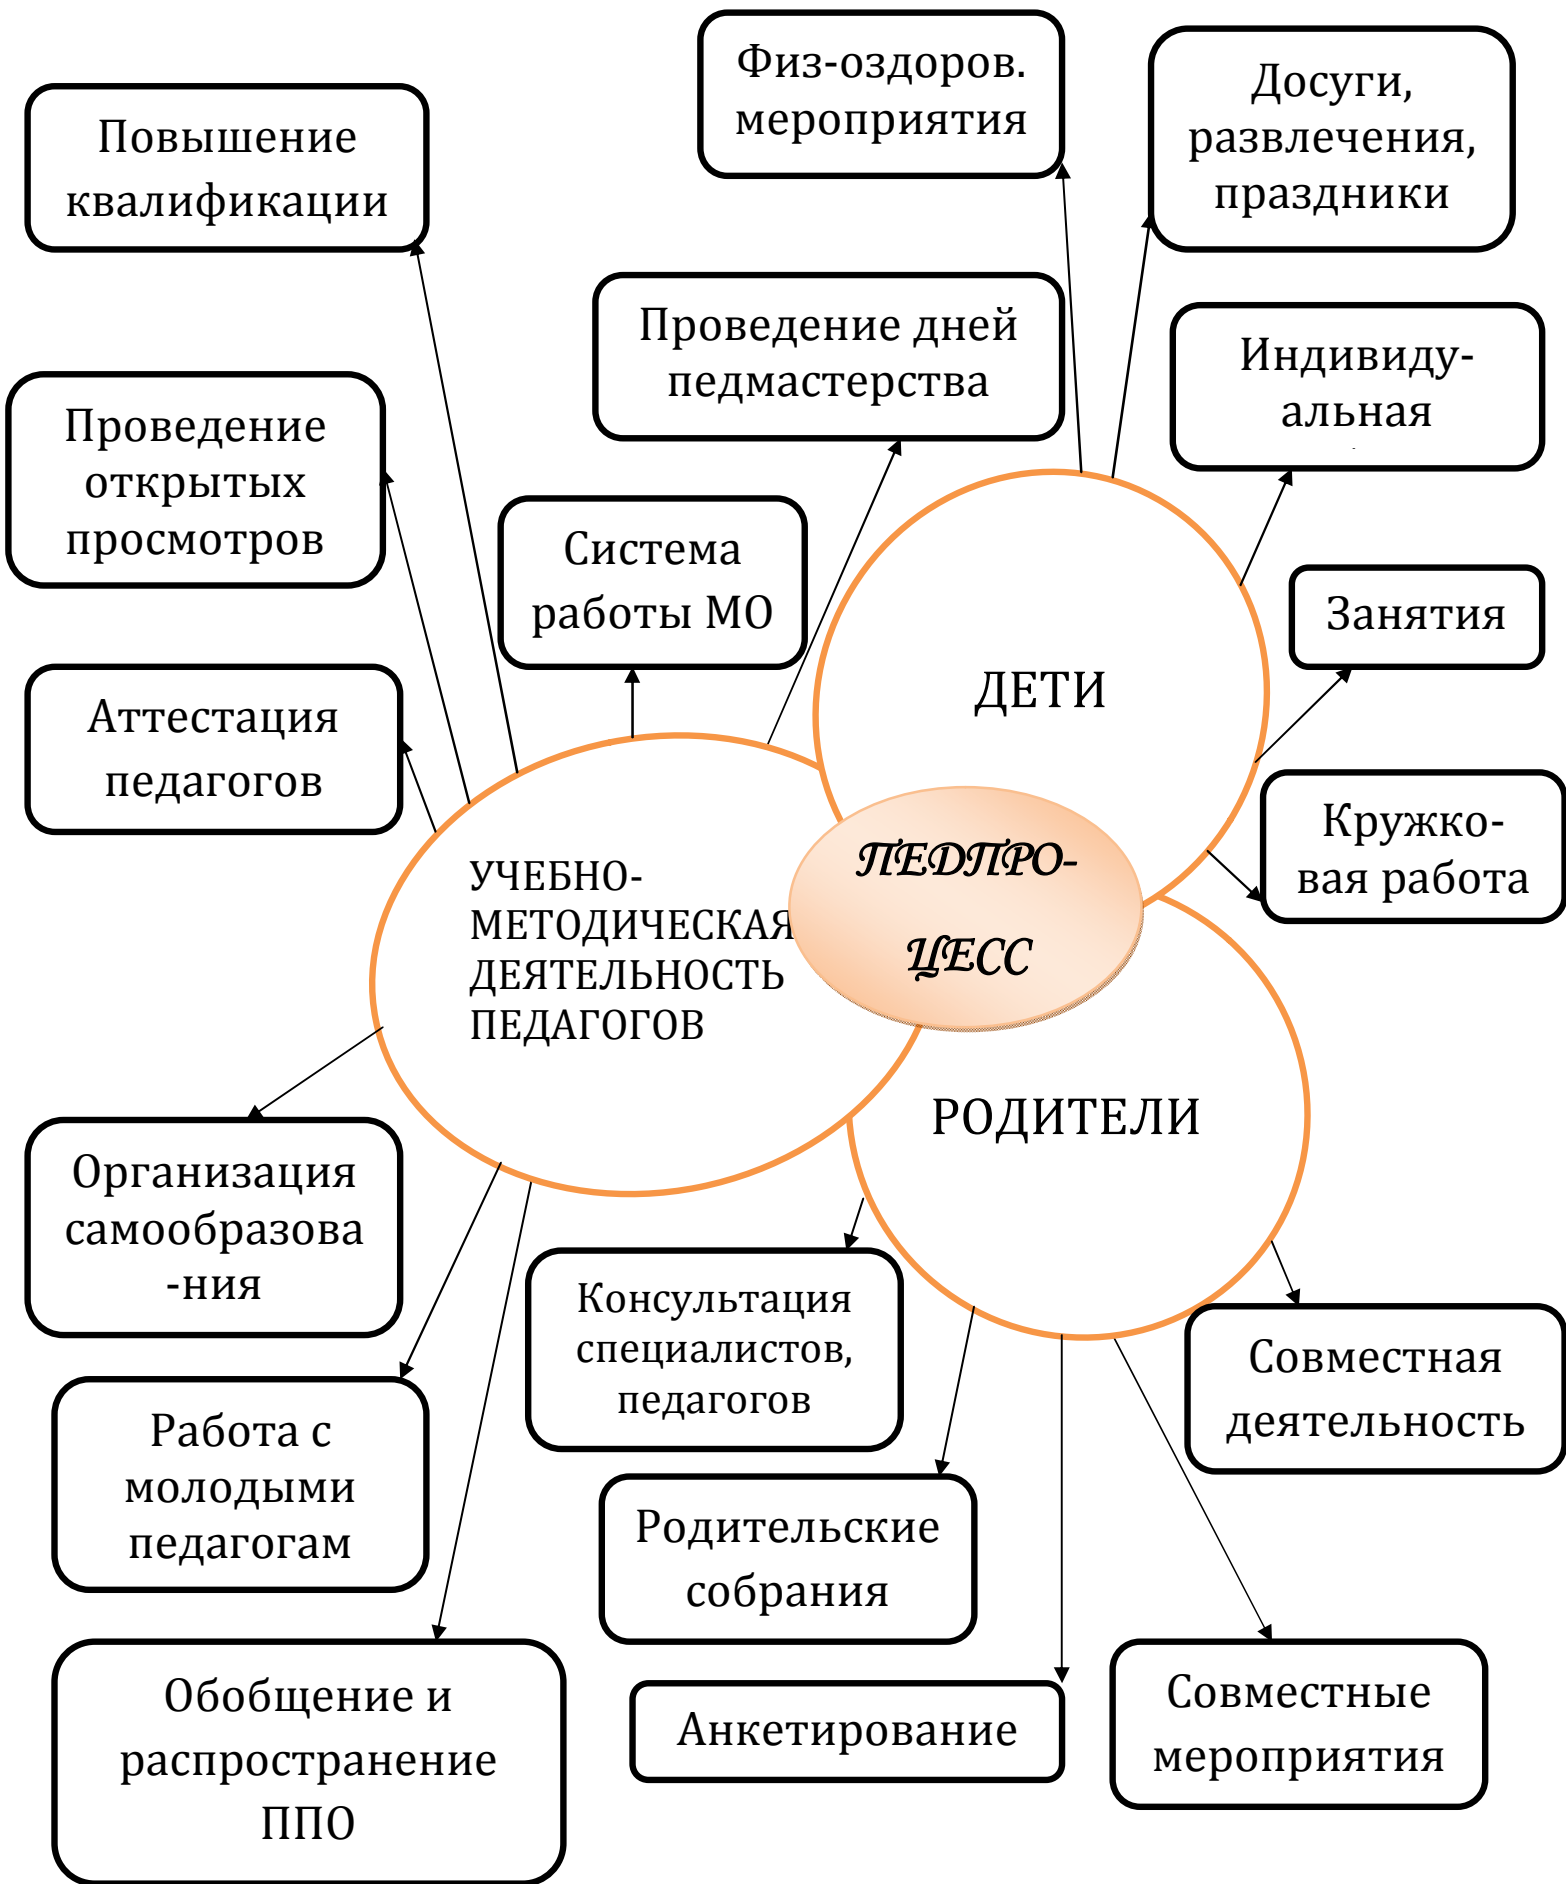 Физ-оздоров.
мероприятия
Досуги,
развлечения,
праздники
Повышение
квалификации
Проведение дней
педмастерства
Индивиду-
альная
Проведение
открытых
просмотров
Система
работы МО
Занятия
ДЕТИ
Аттестация
педагогов
Кружко-
вая работа
ПЕДПРО-
ЦЕСС
УЧЕБНО-
МЕТОДИЧЕСКАЯ
ДЕЯТЕЛЬНОСТЬ
ПЕДАГОГОВ
РОДИТЕЛИ
Организация
самообразова
-ния
Консультация
специалистов,
педагогов
Совместная
деятельность
Работа с
молодыми
педагогам
Родительские
собрания
Обобщение и
распространение
ППО
Анкетирование
Совместные
мероприятия